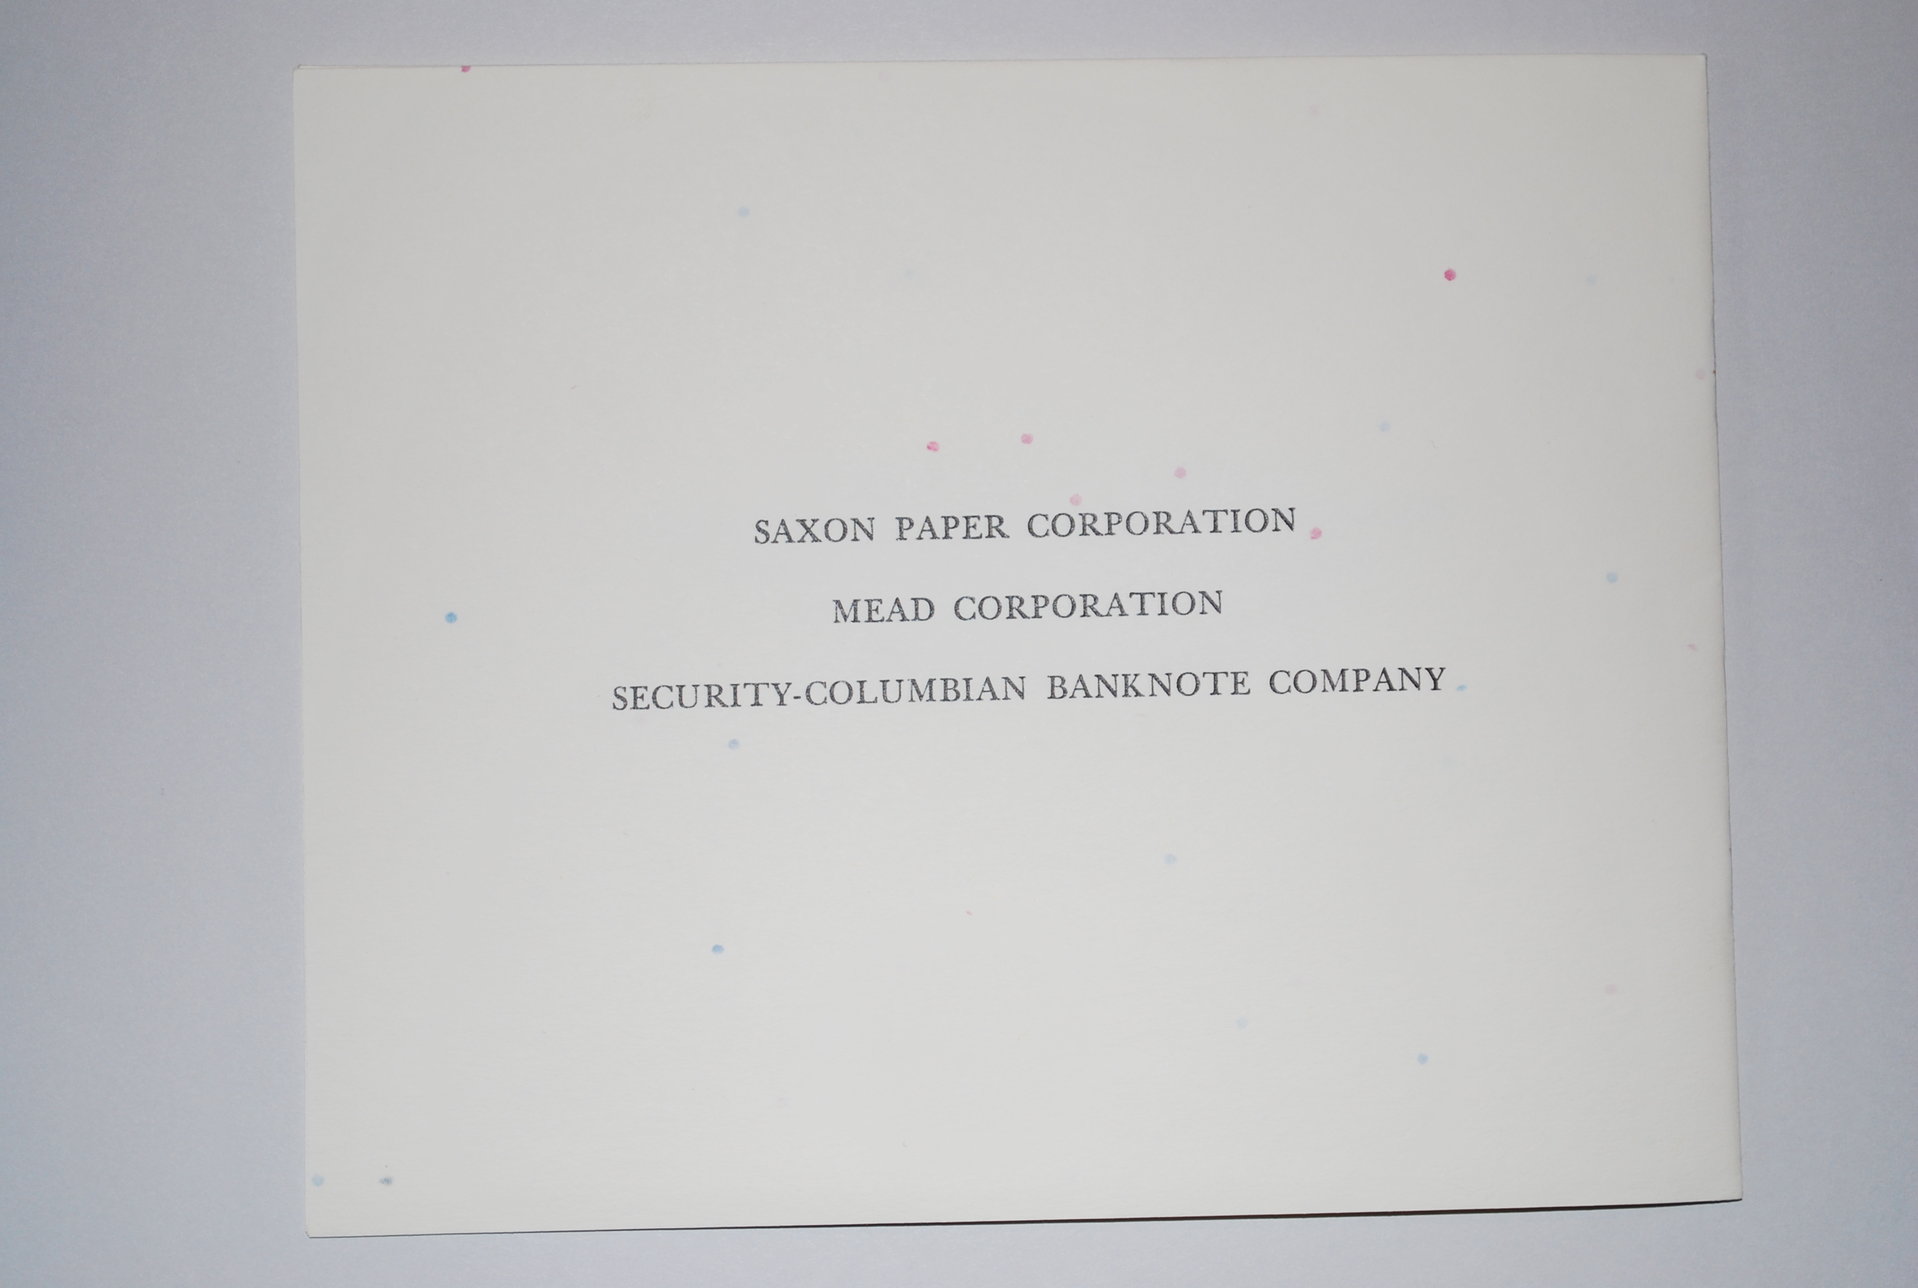 SAXON PAPER CORPORATION
MEAD CORPORATION
SECURITY-COLUMBIAN BANKNOTE COMPANY